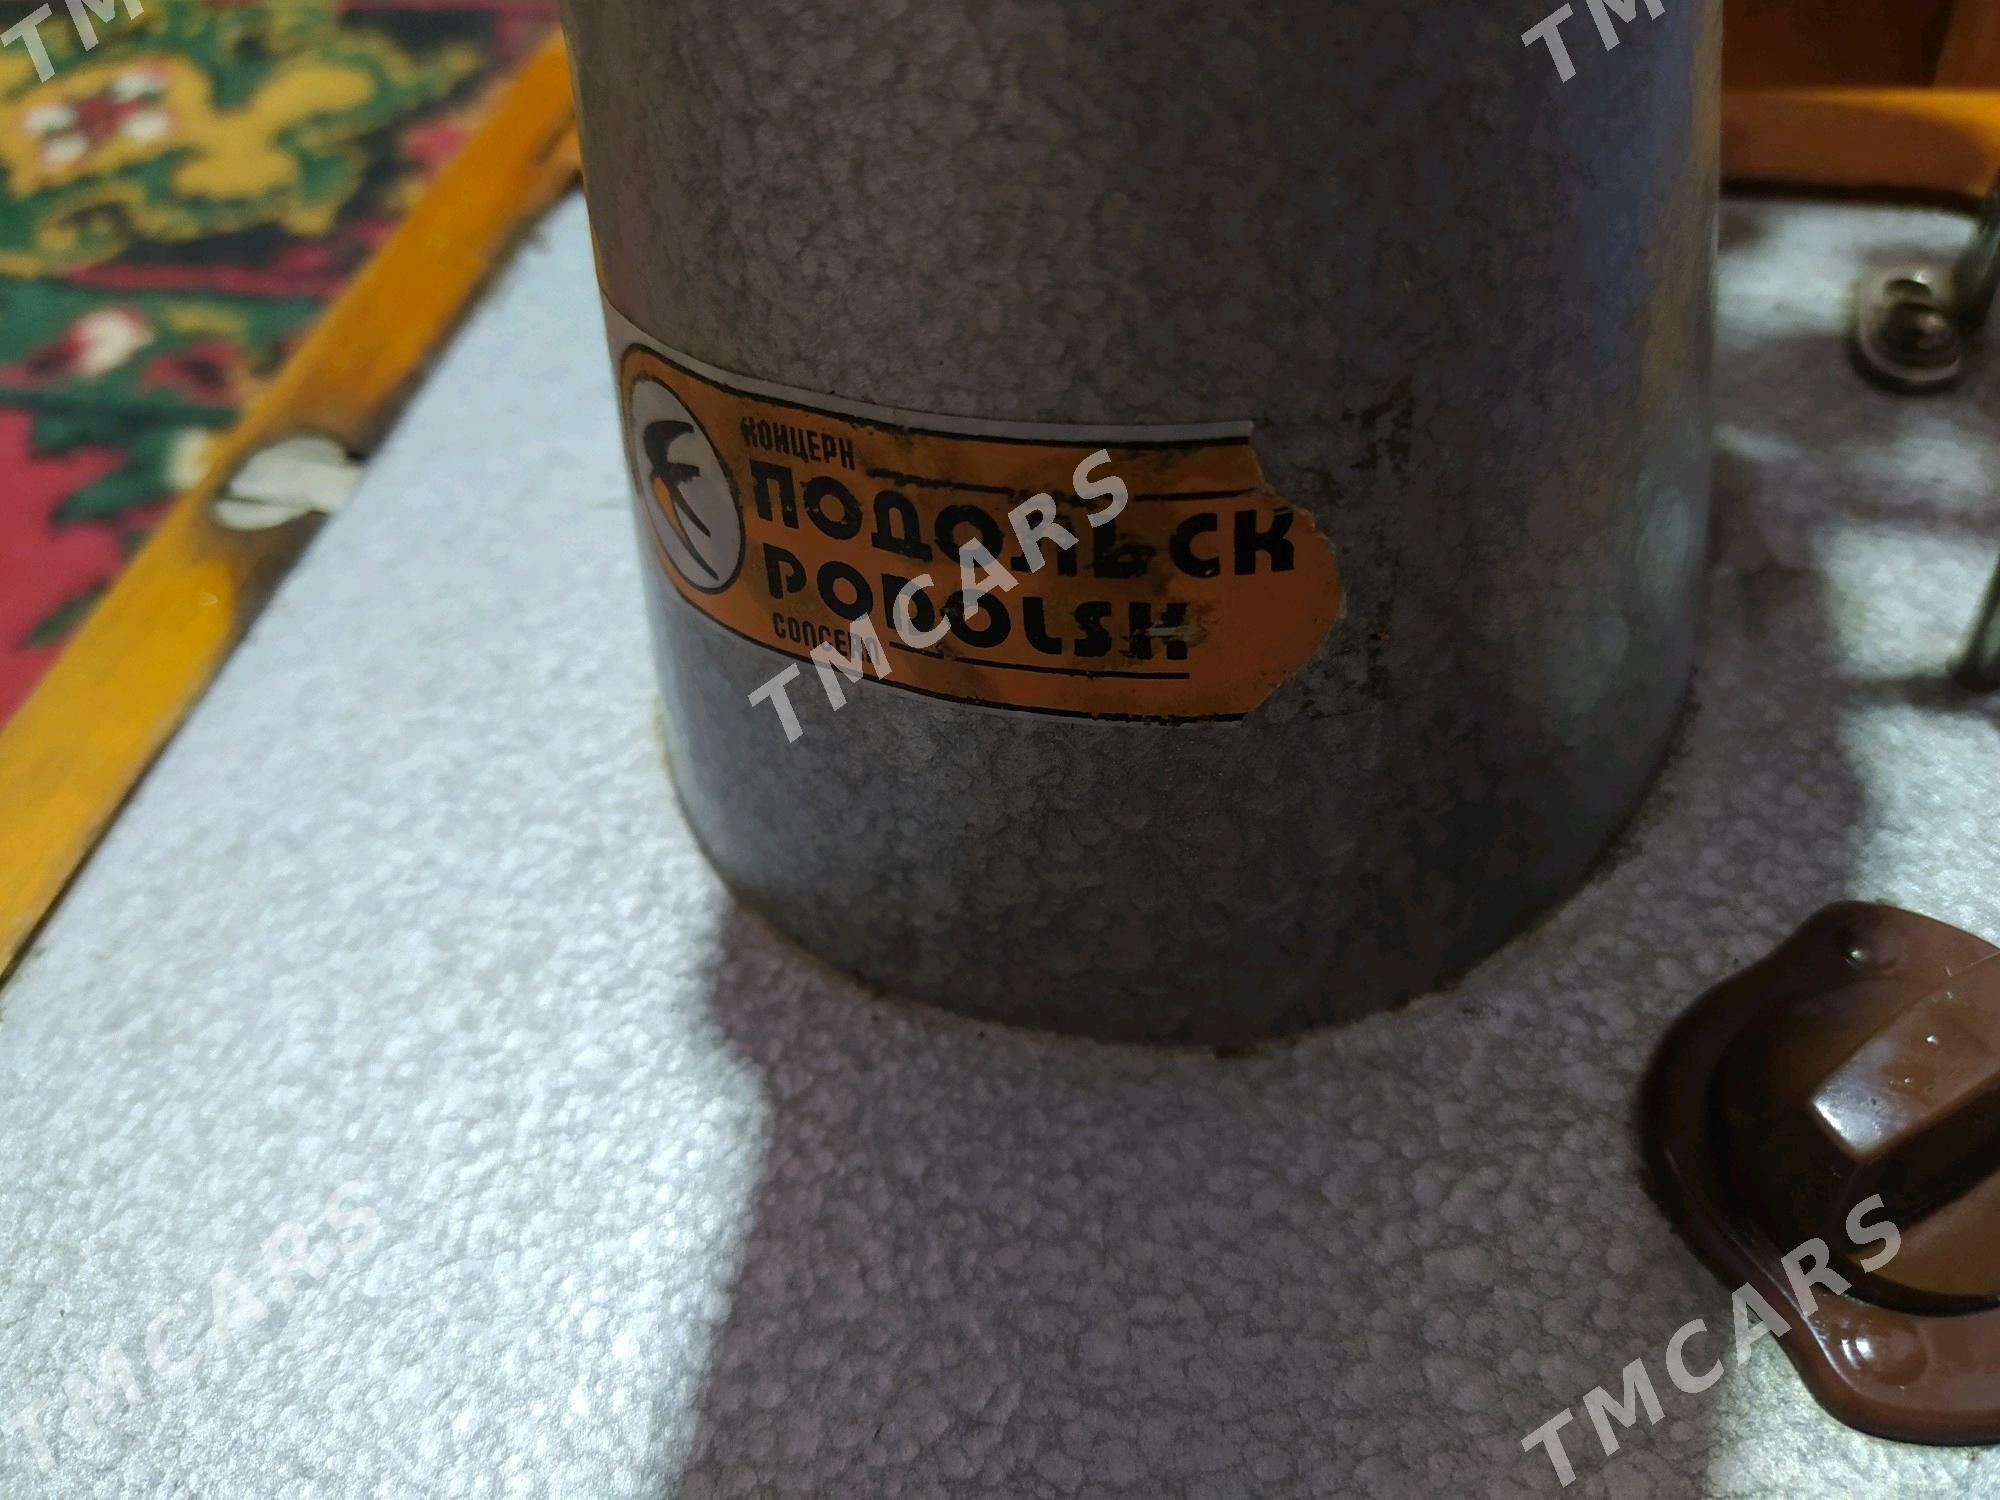 TMCARS
КОНЦЕРН
ПОДОЛЬСК
PODOLSK
CONCERN
TMCARS
TMCARS
TMCARS